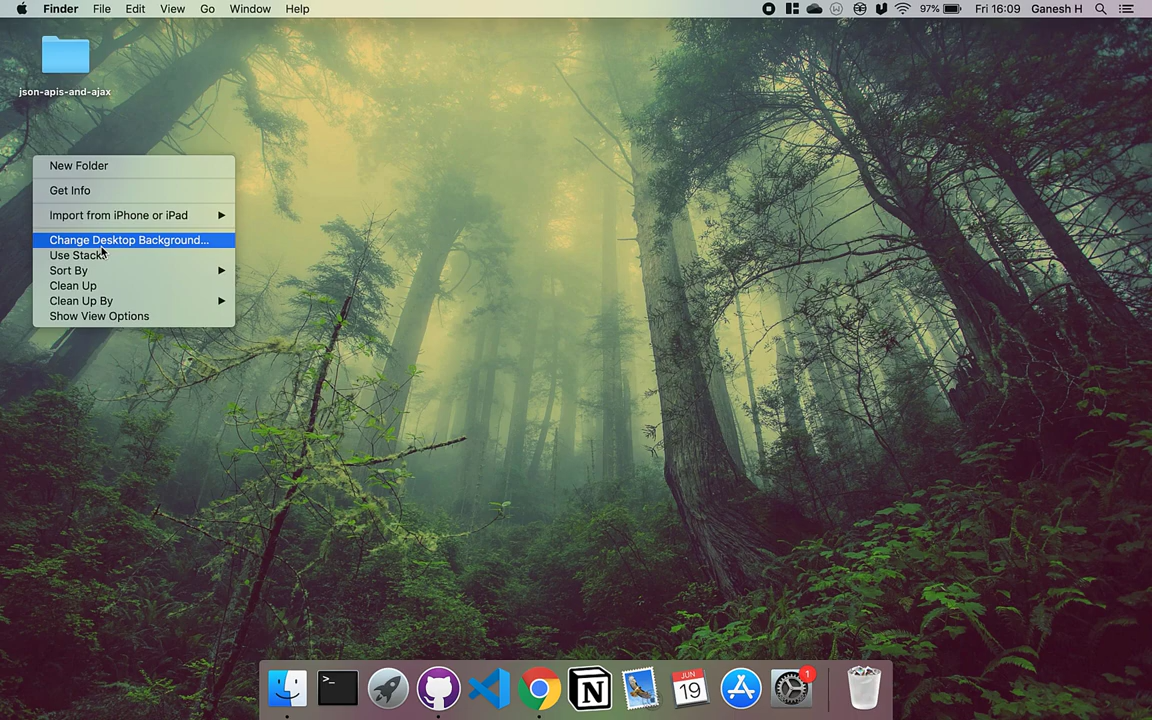 Finder File Edit View Go Window Help 97% Fri 16:09 Ganesh H
json-apis-and-ajax
New Folder
Get Info
Import from iPhone or iPad
Change Desktop Background...
Use Stacks
Sort By
Clean Up
Clean Up By
Show View Options
>_
N
JUN
19
1